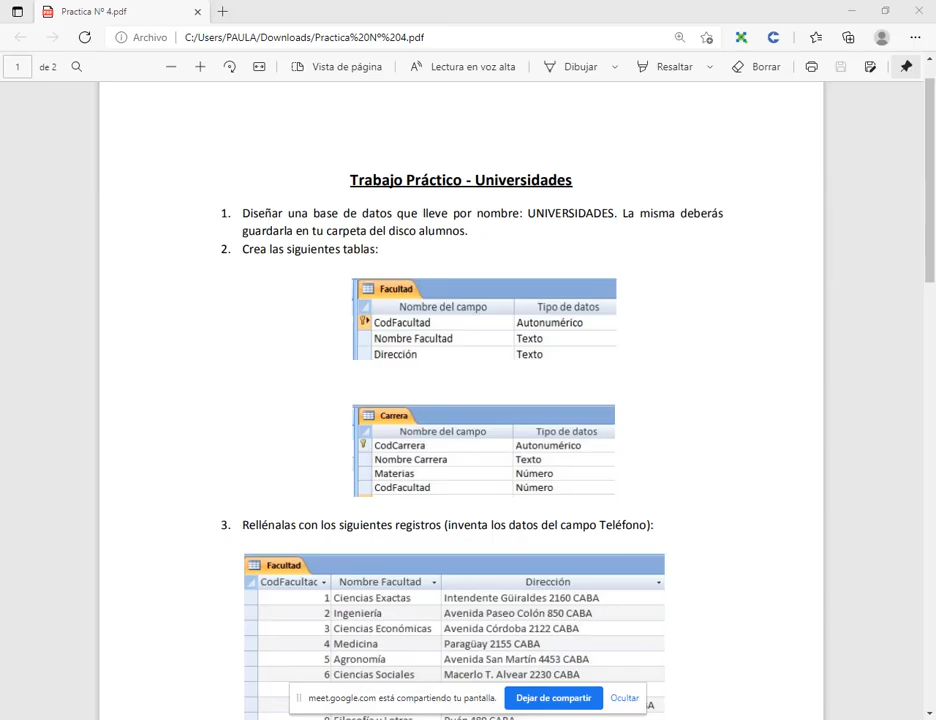 Practica Nº 4.pdf
Archivo C:/Users/PAULA/Downloads/Practica%20Nº%204.pdf
1 de 2 Vista de página Lectura en voz alta Dibujar Resaltar Borrar
Trabajo Práctico - Universidades
1. Diseñar una base de datos que lleve por nombre: UNIVERSIDADES. La misma deberás
guardarla en tu carpeta del disco alumnos.
2. Crea las siguientes tablas:
Facultad
Nombre del campo Tipo de datos
CodFacultad Autonumérico
Nombre Facultad Texto
Dirección Texto
Carrera
Nombre del campo Tipo de datos
CodCarrera Autonumérico
Nombre Carrera Texto
Materias Número
CodFacultad Número
3. Rellénalas con los siguientes registros (inventa los datos del campo Teléfono):
Facultad
CodFacultac Nombre Facultad Dirección
1 Ciencias Exactas Intendente Güiraldes 2160 CABA
2 Ingeniería Avenida Paseo Colón 850 CABA
3 Ciencias Económicas Avenida Córdoba 2122 CABA
4 Medicina Paragüay 2155 CABA
5 Agronomía Avenida San Martín 4453 CABA
6 Ciencias Sociales Macerlo T. Alvear 2230 CABA
meet.google.com está compartiendo tu pantalla. Dejar de compartir Ocultar